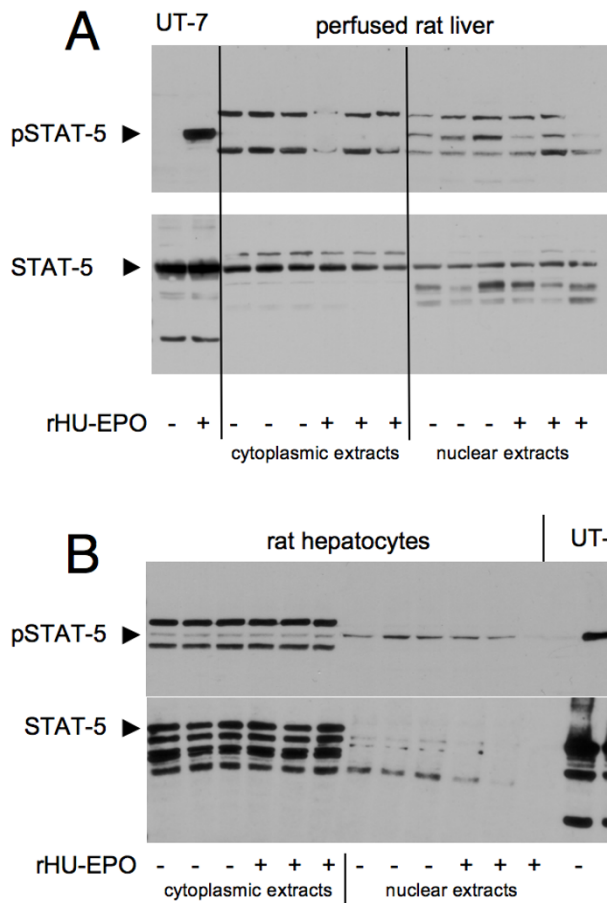 A
UT-7 perfused rat liver
pSTAT-5
STAT-5
rHU-EPO - + - - - + + + - - - + + +
cytoplasmic extracts nuclear extracts
B
rat hepatocytes UT-
pSTAT-5
STAT-5
rHU-EPO - - - + + + - - - + + + -
cytoplasmic extracts nuclear extracts